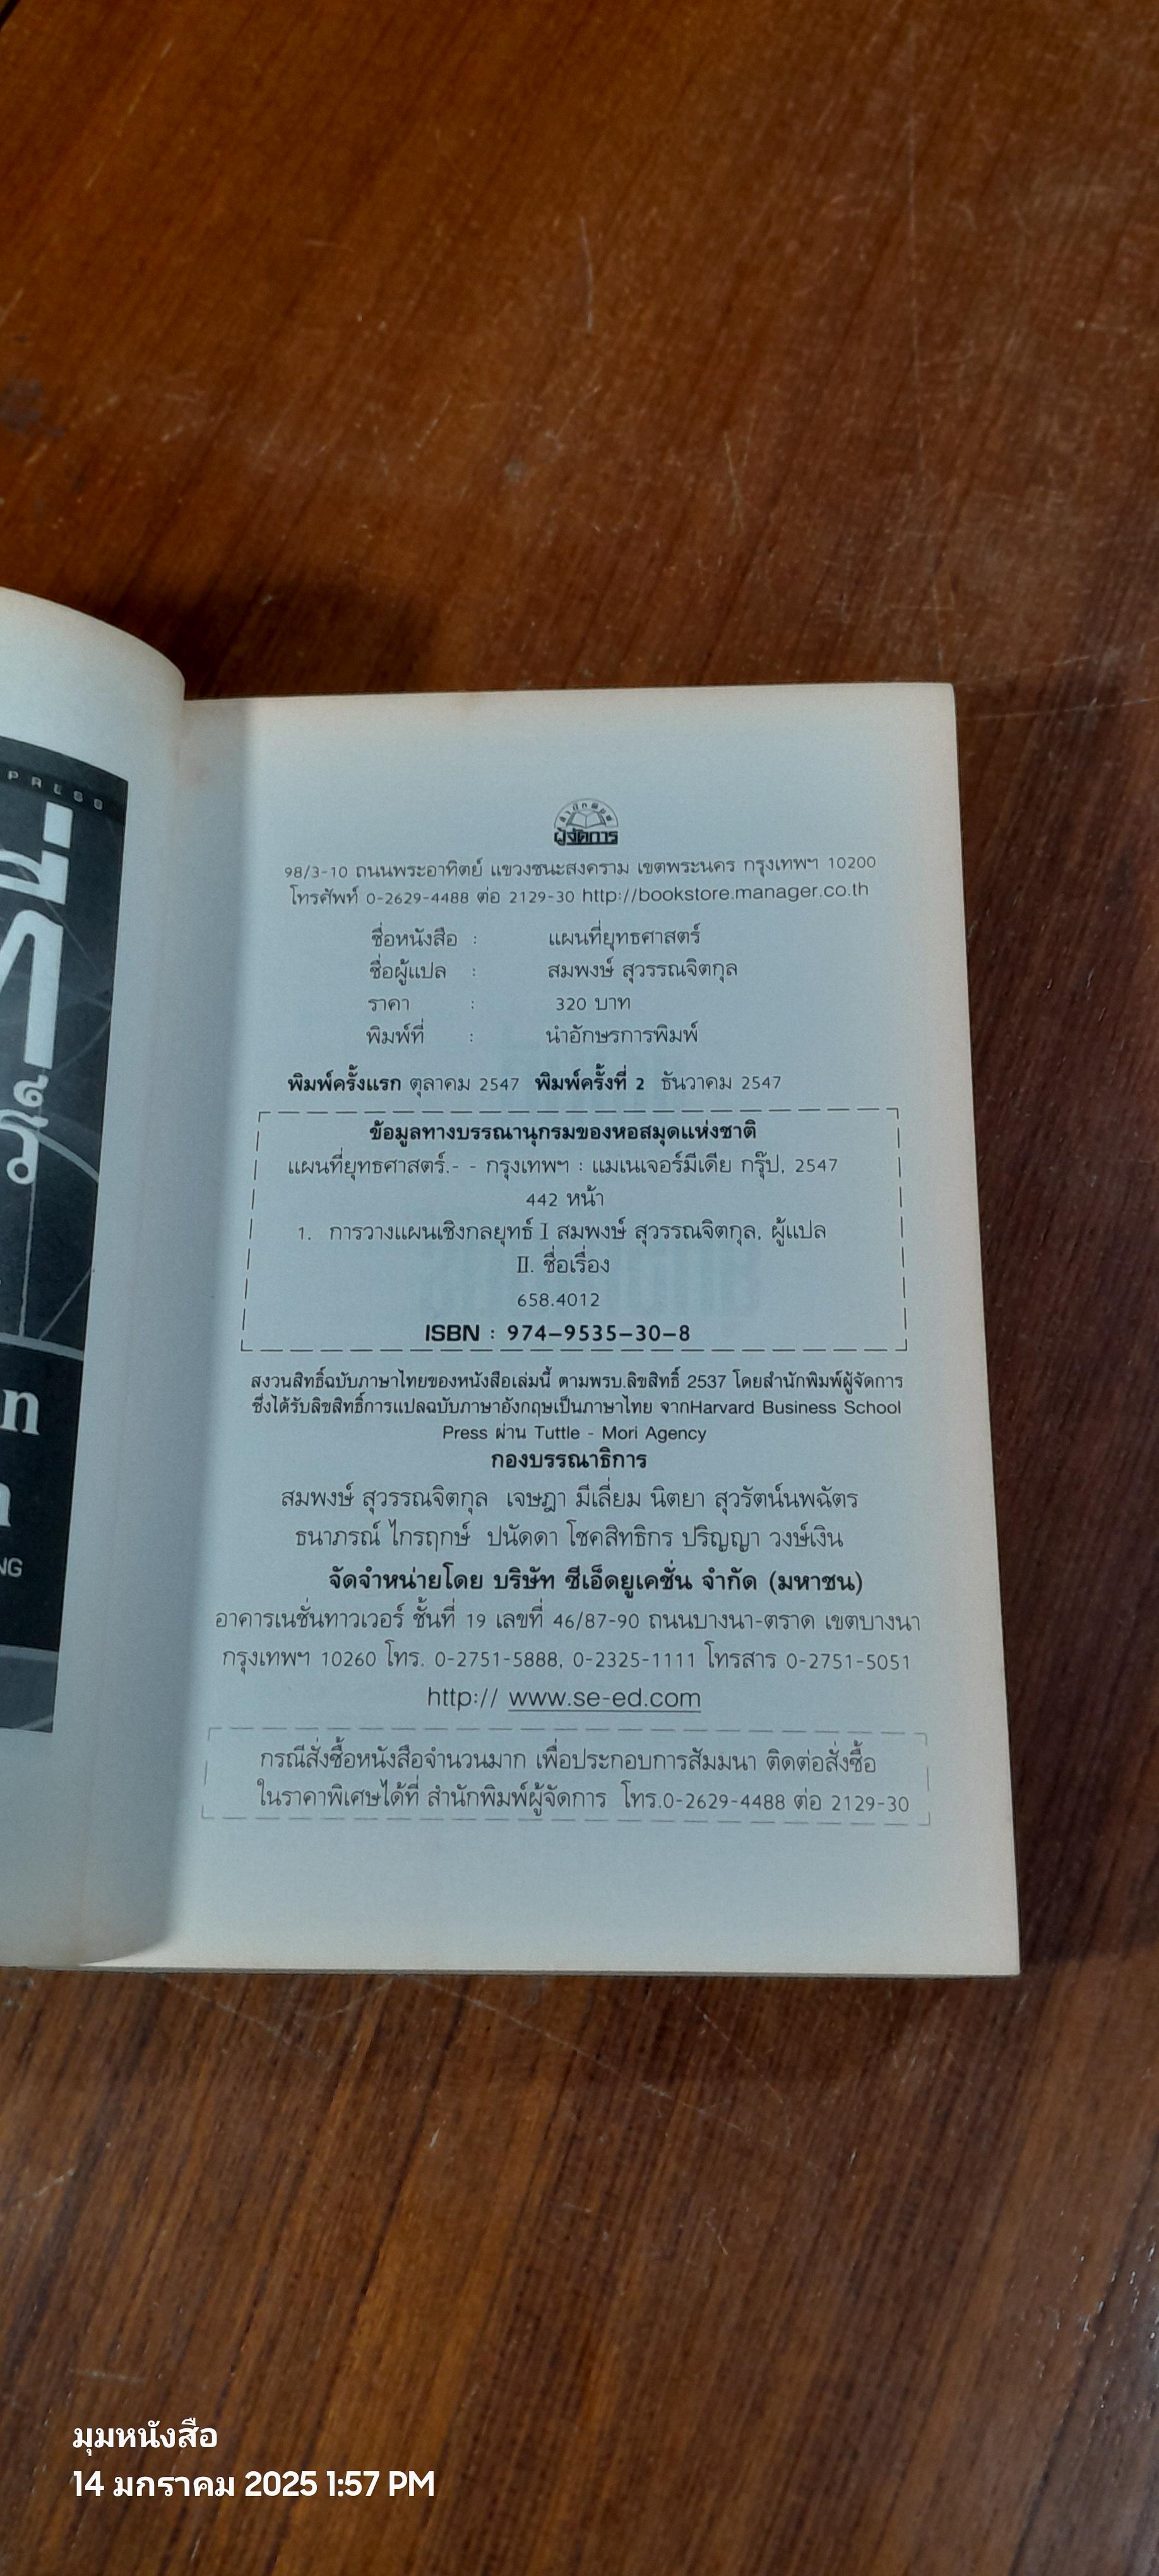 PRESS
สำนักพิมพ์
ผู้จัดการ
98/3-10 ถนนพระอาทิตย์ แขวงชนะสงคราม เขตพระนคร กรุงเทพฯ 10200
โทรศัพท์ 0-2629-4488 ต่อ 2129-30 http://bookstore.manager.co.th
ชื่อหนังสือ : แผนที่ยุทธศาสตร์
ชื่อผู้แปล : สมพงษ์ สุวรรณจิตกุล
ราคา : 320 บาท
พิมพ์ที่ : นำอักษรการพิมพ์
พิมพ์ครั้งแรก ตุลาคม 2547 พิมพ์ครั้งที่ 2 ธันวาคม 2547
ข้อมูลทางบรรณานุกรมของหอสมุดแห่งชาติ
แผนที่ยุทธศาสตร์.- - กรุงเทพฯ : แมเนเจอร์มีเดีย กรุ๊ป, 2547
442 หน้า
1. การวางแผนเชิงกลยุทธ์ I สมพงษ์ สุวรรณจิตกุล, ผู้แปล
II. ชื่อเรื่อง
658.4012
ISBN : 974-9535-30-8
สงวนสิทธิ์ฉบับภาษาไทยของหนังสือเล่มนี้ ตามพรบ.ลิขสิทธิ์ 2537 โดยสำนักพิมพ์ผู้จัดการ
ซึ่งได้รับลิขสิทธิ์การแปลฉบับภาษาอังกฤษเป็นภาษาไทย จากHarvard Business School
Press ผ่าน Tuttle - Mori Agency
กองบรรณาธิการ
สมพงษ์ สุวรรณจิตกุล เจษฎา มีเลี่ยม นิตยา สุวรัตน์นพฉัตร
ธนาภรณ์ ไกรฤกษ์ ปนัดดา โชคสิทธิกร ปริญญา วงษ์เงิน
จัดจำหน่ายโดย บริษัท ซีเอ็ดยูเคชั่น จำกัด (มหาชน)
อาคารเนชั่นทาวเวอร์ ชั้นที่ 19 เลขที่ 46/87-90 ถนนบางนา-ตราด เขตบางนา
กรุงเทพฯ 10260 โทร. 0-2751-5888, 0-2325-1111 โทรสาร 0-2751-5051
http:// www.se-ed.com
กรณีสั่งซื้อหนังสือจำนวนมาก เพื่อประกอบการสัมมนา ติดต่อสั่งซื้อ
ในราคาพิเศษได้ที่ สำนักพิมพ์ผู้จัดการ โทร.0-2629-4488 ต่อ 2129-30
มุมหนังสือ
14 มกราคม 2025 1:57 PM